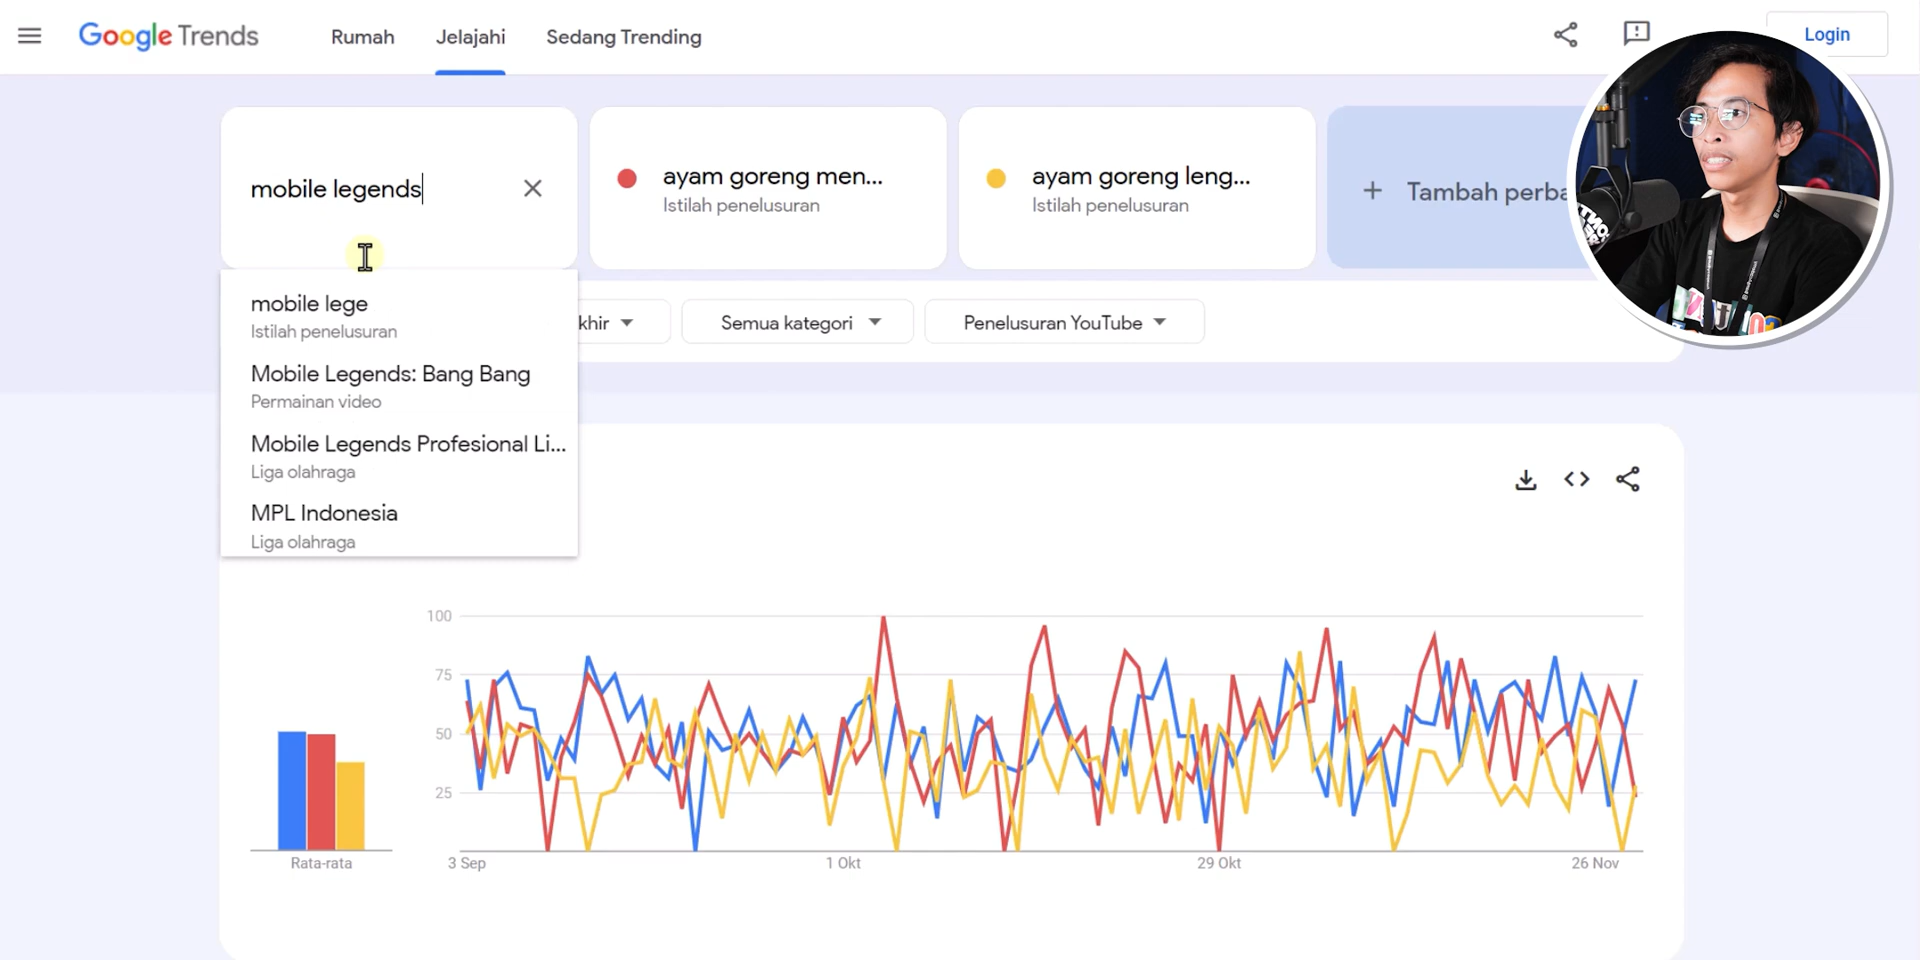 Google Trends
Rumah
Jelajahi
Sedang Trending
Login
mobile legends
ayam goreng men...
Istilah penelusuran
ayam goreng leng...
Istilah penelusuran
+ Tambah perba
mobile lege
Istilah penelusuran
Mobile Legends: Bang Bang
Permainan video
Mobile Legends Profesional Li...
Liga olahraga
MPL Indonesia
Liga olahraga
khir
Semua kategori
Penelusuran YouTube
100
75
50
25
Rata-rata
3 Sep
1 Okt
29 Okt
26 Nov